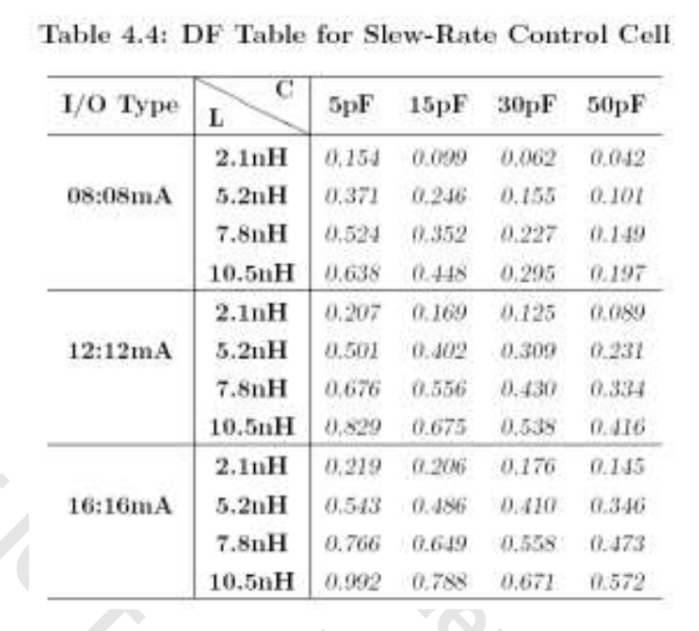 Table 4.4: DF Table for Slew-Rate Control Cell
I/O Type L C 5pF 15pF 30pF 50pF
2.1nH 0.154 0.099 0.062 0.042
08:08mA 5.2nH 0.371 0.246 0.155 0.101
7.8nH 0.524 0.352 0.227 0.149
10.5nH 0.638 0.448 0.295 0.197
2.1nH 0.207 0.169 0.125 0.089
12:12mA 5.2nH 0.501 0.402 0.309 0.231
7.8nH 0.676 0.556 0.430 0.334
10.5nH 0.829 0.675 0.538 0.416
2.1nH 0.219 0.206 0.176 0.145
16:16mA 5.2nH 0.543 0.486 0.410 0.346
7.8nH 0.766 0.649 0.558 0.473
10.5nH 0.992 0.788 0.671 0.572